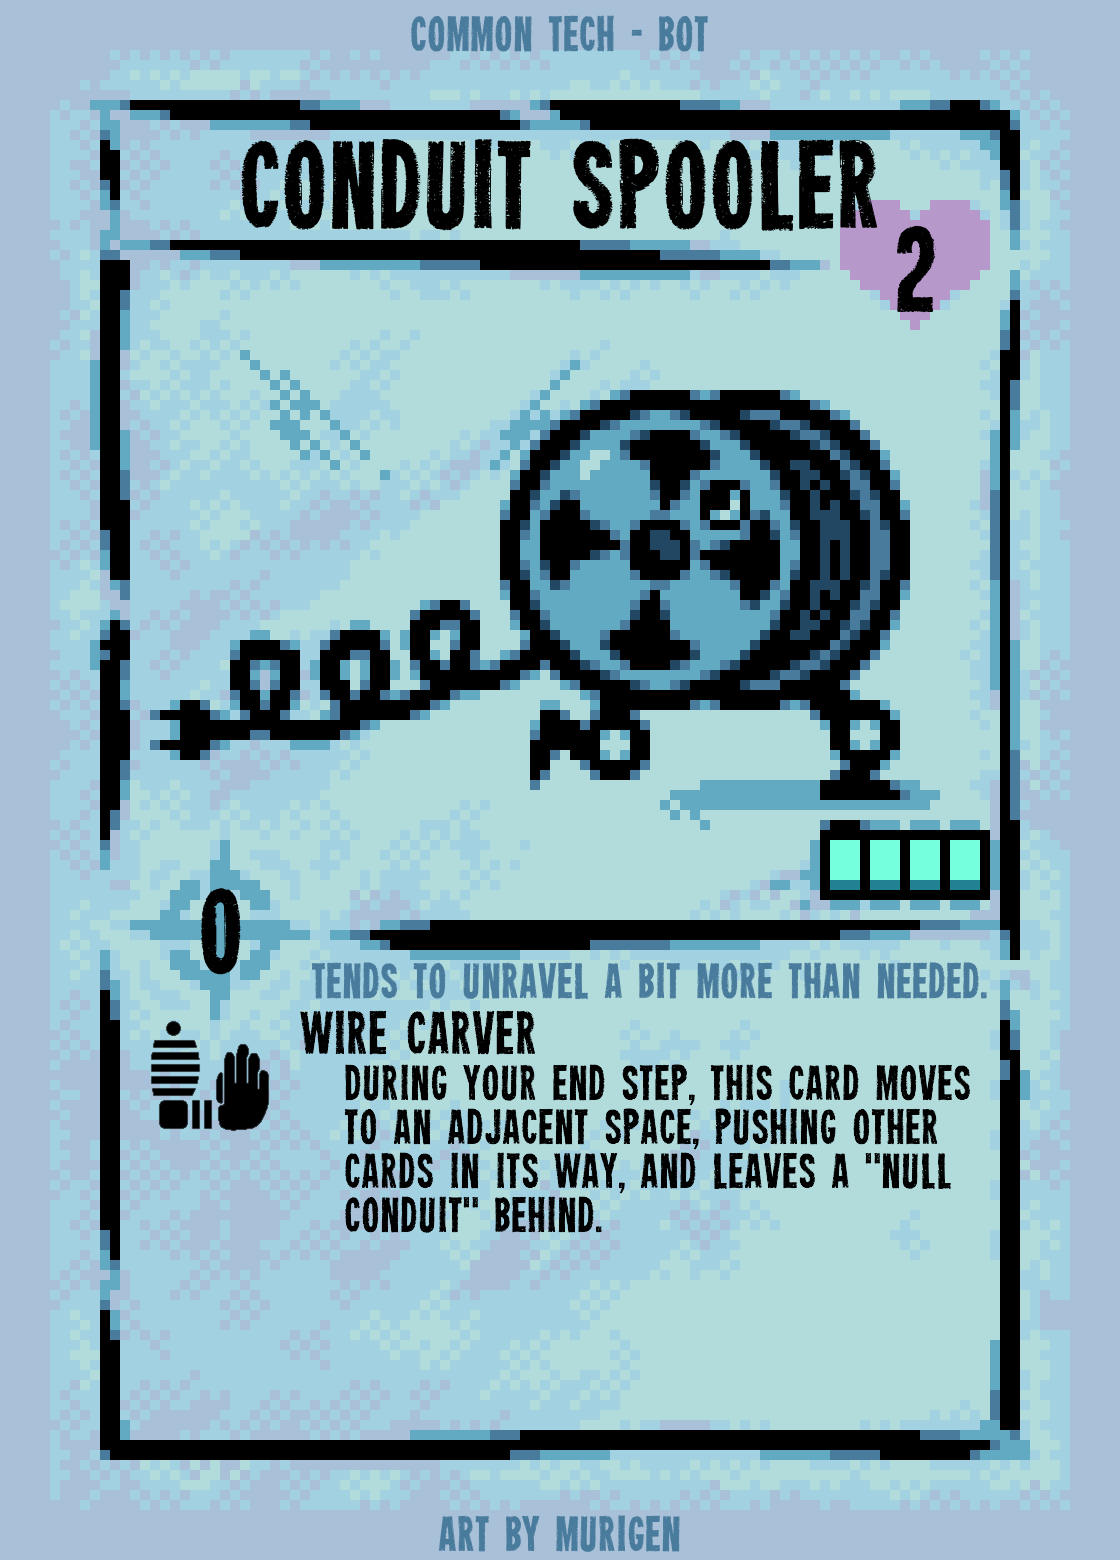 COMMON TECH - BOT
CONDUIT SPOOLER
2
0
TENDS TO UNRAVEL A BIT MORE THAN NEEDED.
WIRE CARVER
DURING YOUR END STEP, THIS CARD MOVES
TO AN ADJACENT SPACE, PUSHING OTHER
CARDS IN ITS WAY, AND LEAVES A "NULL
CONDUIT" BEHIND.
ART BY MURIGEN